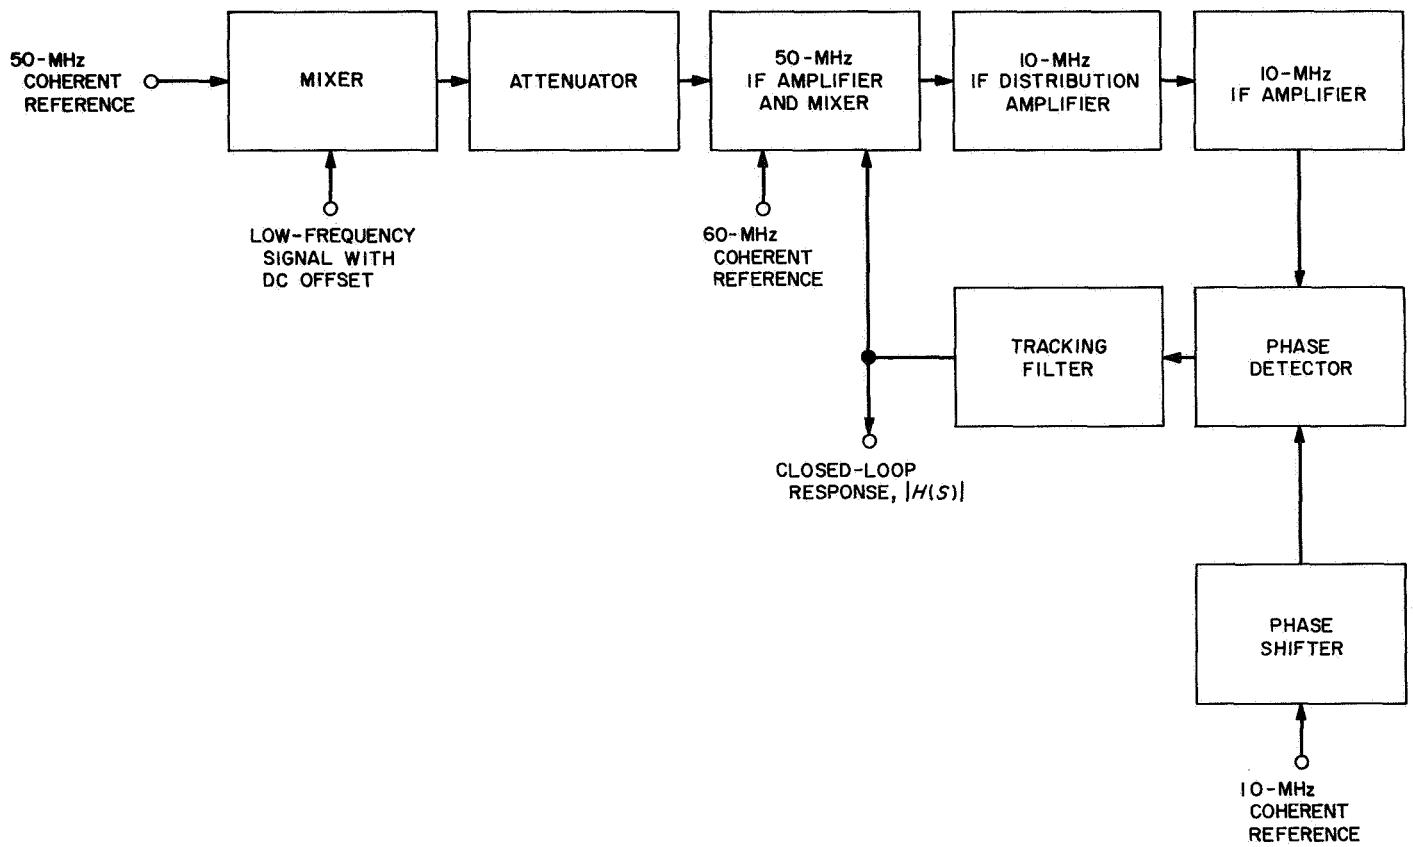 50-MHz
COHERENT
REFERENCE
MIXER
ATTENUATOR
50-MHz
IF AMPLIFIER
AND MIXER
10-MHz
IF DISTRIBUTION
AMPLIFIER
10-MHz
IF AMPLIFIER
LOW-FREQUENCY
SIGNAL WITH
DC OFFSET
60-MHz
COHERENT
REFERENCE
TRACKING
FILTER
PHASE
DETECTOR
CLOSED-LOOP
RESPONSE, |H(S)|
PHASE
SHIFTER
10-MHz
COHERENT
REFERENCE